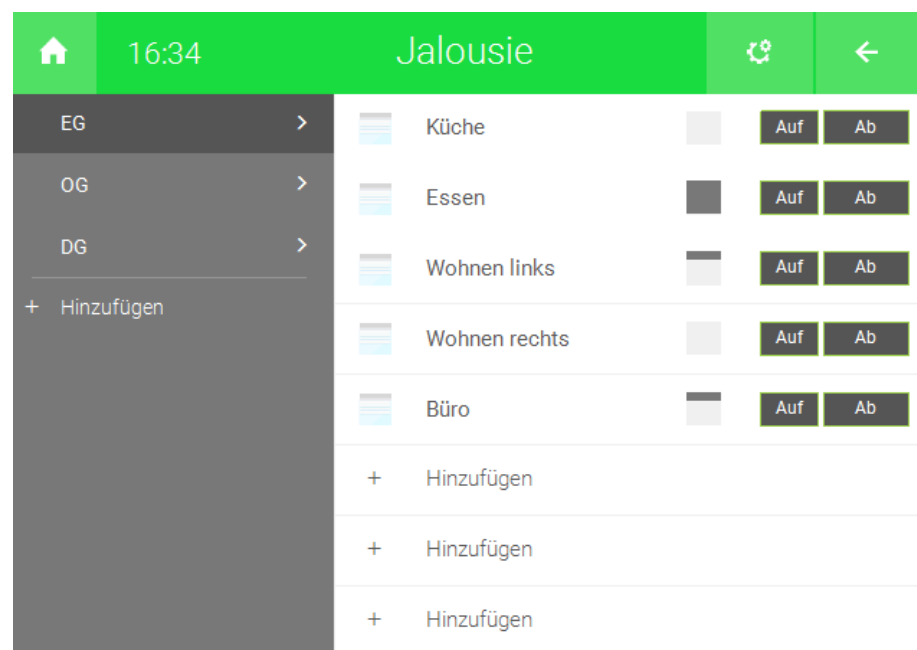 16:34 Jalousie
EG
OG
DG
+ Hinzufügen
Küche Auf Ab
Essen Auf Ab
Wohnen links Auf Ab
Wohnen rechts Auf Ab
Büro Auf Ab
+ Hinzufügen
+ Hinzufügen
+ Hinzufügen